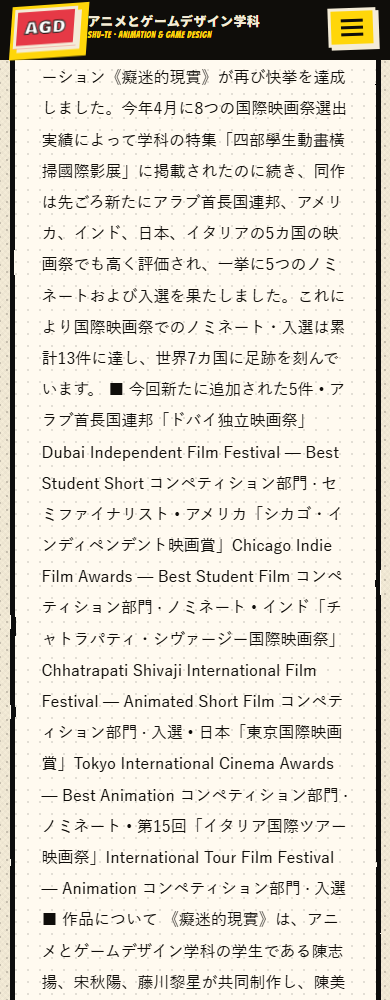 AGD
アニメとゲームデザイン学科
SHU-TE・ANIMATION & GAME DESIGN
ーション《癡迷的現實》が再び快挙を達成
しました。今年4月に8つの国際映画祭選出
実績によって学科の特集「四部學生動畫橫
掃國際影展」に掲載されたのに続き、同作
は先ごろ新たにアラブ首長国連邦、アメリ
カ、インド、日本、イタリアの5カ国の映
画祭でも高く評価され、一挙に5つのノミ
ネートおよび入選を果たしました。これに
より国際映画祭でのノミネート・入選は累
計13件に達し、世界7カ国に足跡を刻んで
います。 ■ 今回新たに追加された5件 • ア
ラブ首長国連邦「ドバイ独立映画祭」
Dubai Independent Film Festival — Best
Student Short コンペティション部門 · セ
ミファイナリスト • アメリカ「シカゴ・イ
ンディペンデント映画賞」Chicago Indie
Film Awards — Best Student Film コンペ
ティション部門 · ノミネート • インド「チ
ャトラパティ・シヴァージー国際映画祭」
Chhatrapati Shivaji International Film
Festival — Animated Short Film コンペテ
ィション部門 · 入選 • 日本「東京国際映画
賞」Tokyo International Cinema Awards
— Best Animation コンペティション部門 ·
ノミネート • 第15回「イタリア国際ツアー
映画祭」International Tour Film Festival
— Animation コンペティション部門 · 入選
■ 作品について 《癡迷的現實》は、アニ
メとゲームデザイン学科の学生である陳志
揚、宋秋陽、藤川黎星が共同制作し、陳美